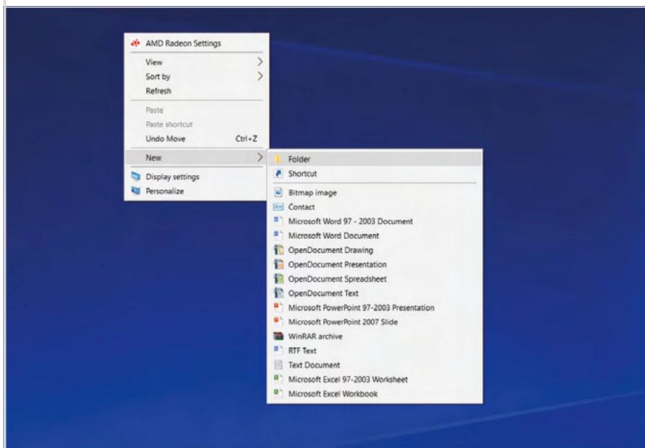 AMD Radeon Settings
View
Sort by
Refresh
Paste
Paste shortcut
Undo Move Ctrl+Z
New
Display settings
Personalize
Folder
Shortcut
Bitmap image
Contact
Microsoft Word 97 - 2003 Document
Microsoft Word Document
OpenDocument Drawing
OpenDocument Presentation
OpenDocument Spreadsheet
OpenDocument Text
Microsoft PowerPoint 97-2003 Presentation
Microsoft PowerPoint 2007 Slide
WinRAR archive
RTF Text
Text Document
Microsoft Excel 97-2003 Worksheet
Microsoft Excel Workbook